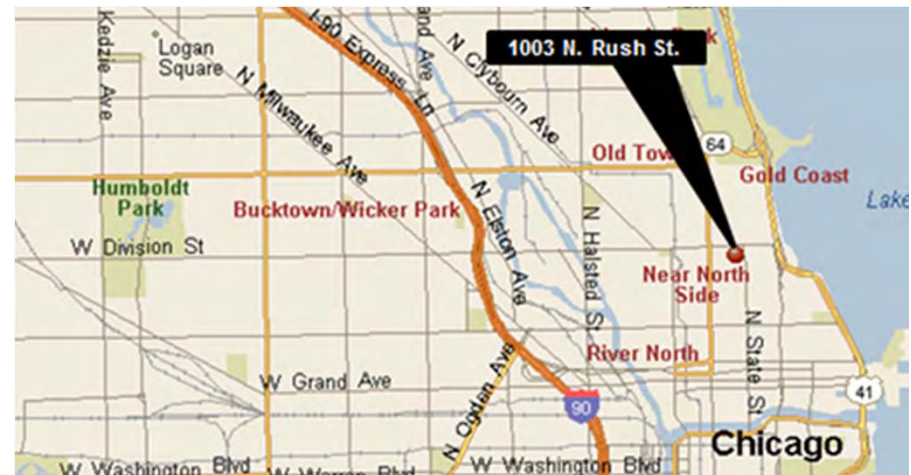 Kedzie Ave
Logan
Square
N Milwaukee Ave
I-90 Express Ln
N Clybourn Ave
1003 N. Rush St.
64
Old Tow
Gold Coast
Lake
Humboldt
Park
Bucktown/Wicker Park
N Elston Ave
N Halsted St
W Division St
Near North
Side
N State St
River North
W Grand Ave
N Ogden Ave
90
41
Chicago
W Washington Blvd
W Warren Blvd
W Washington Blvd